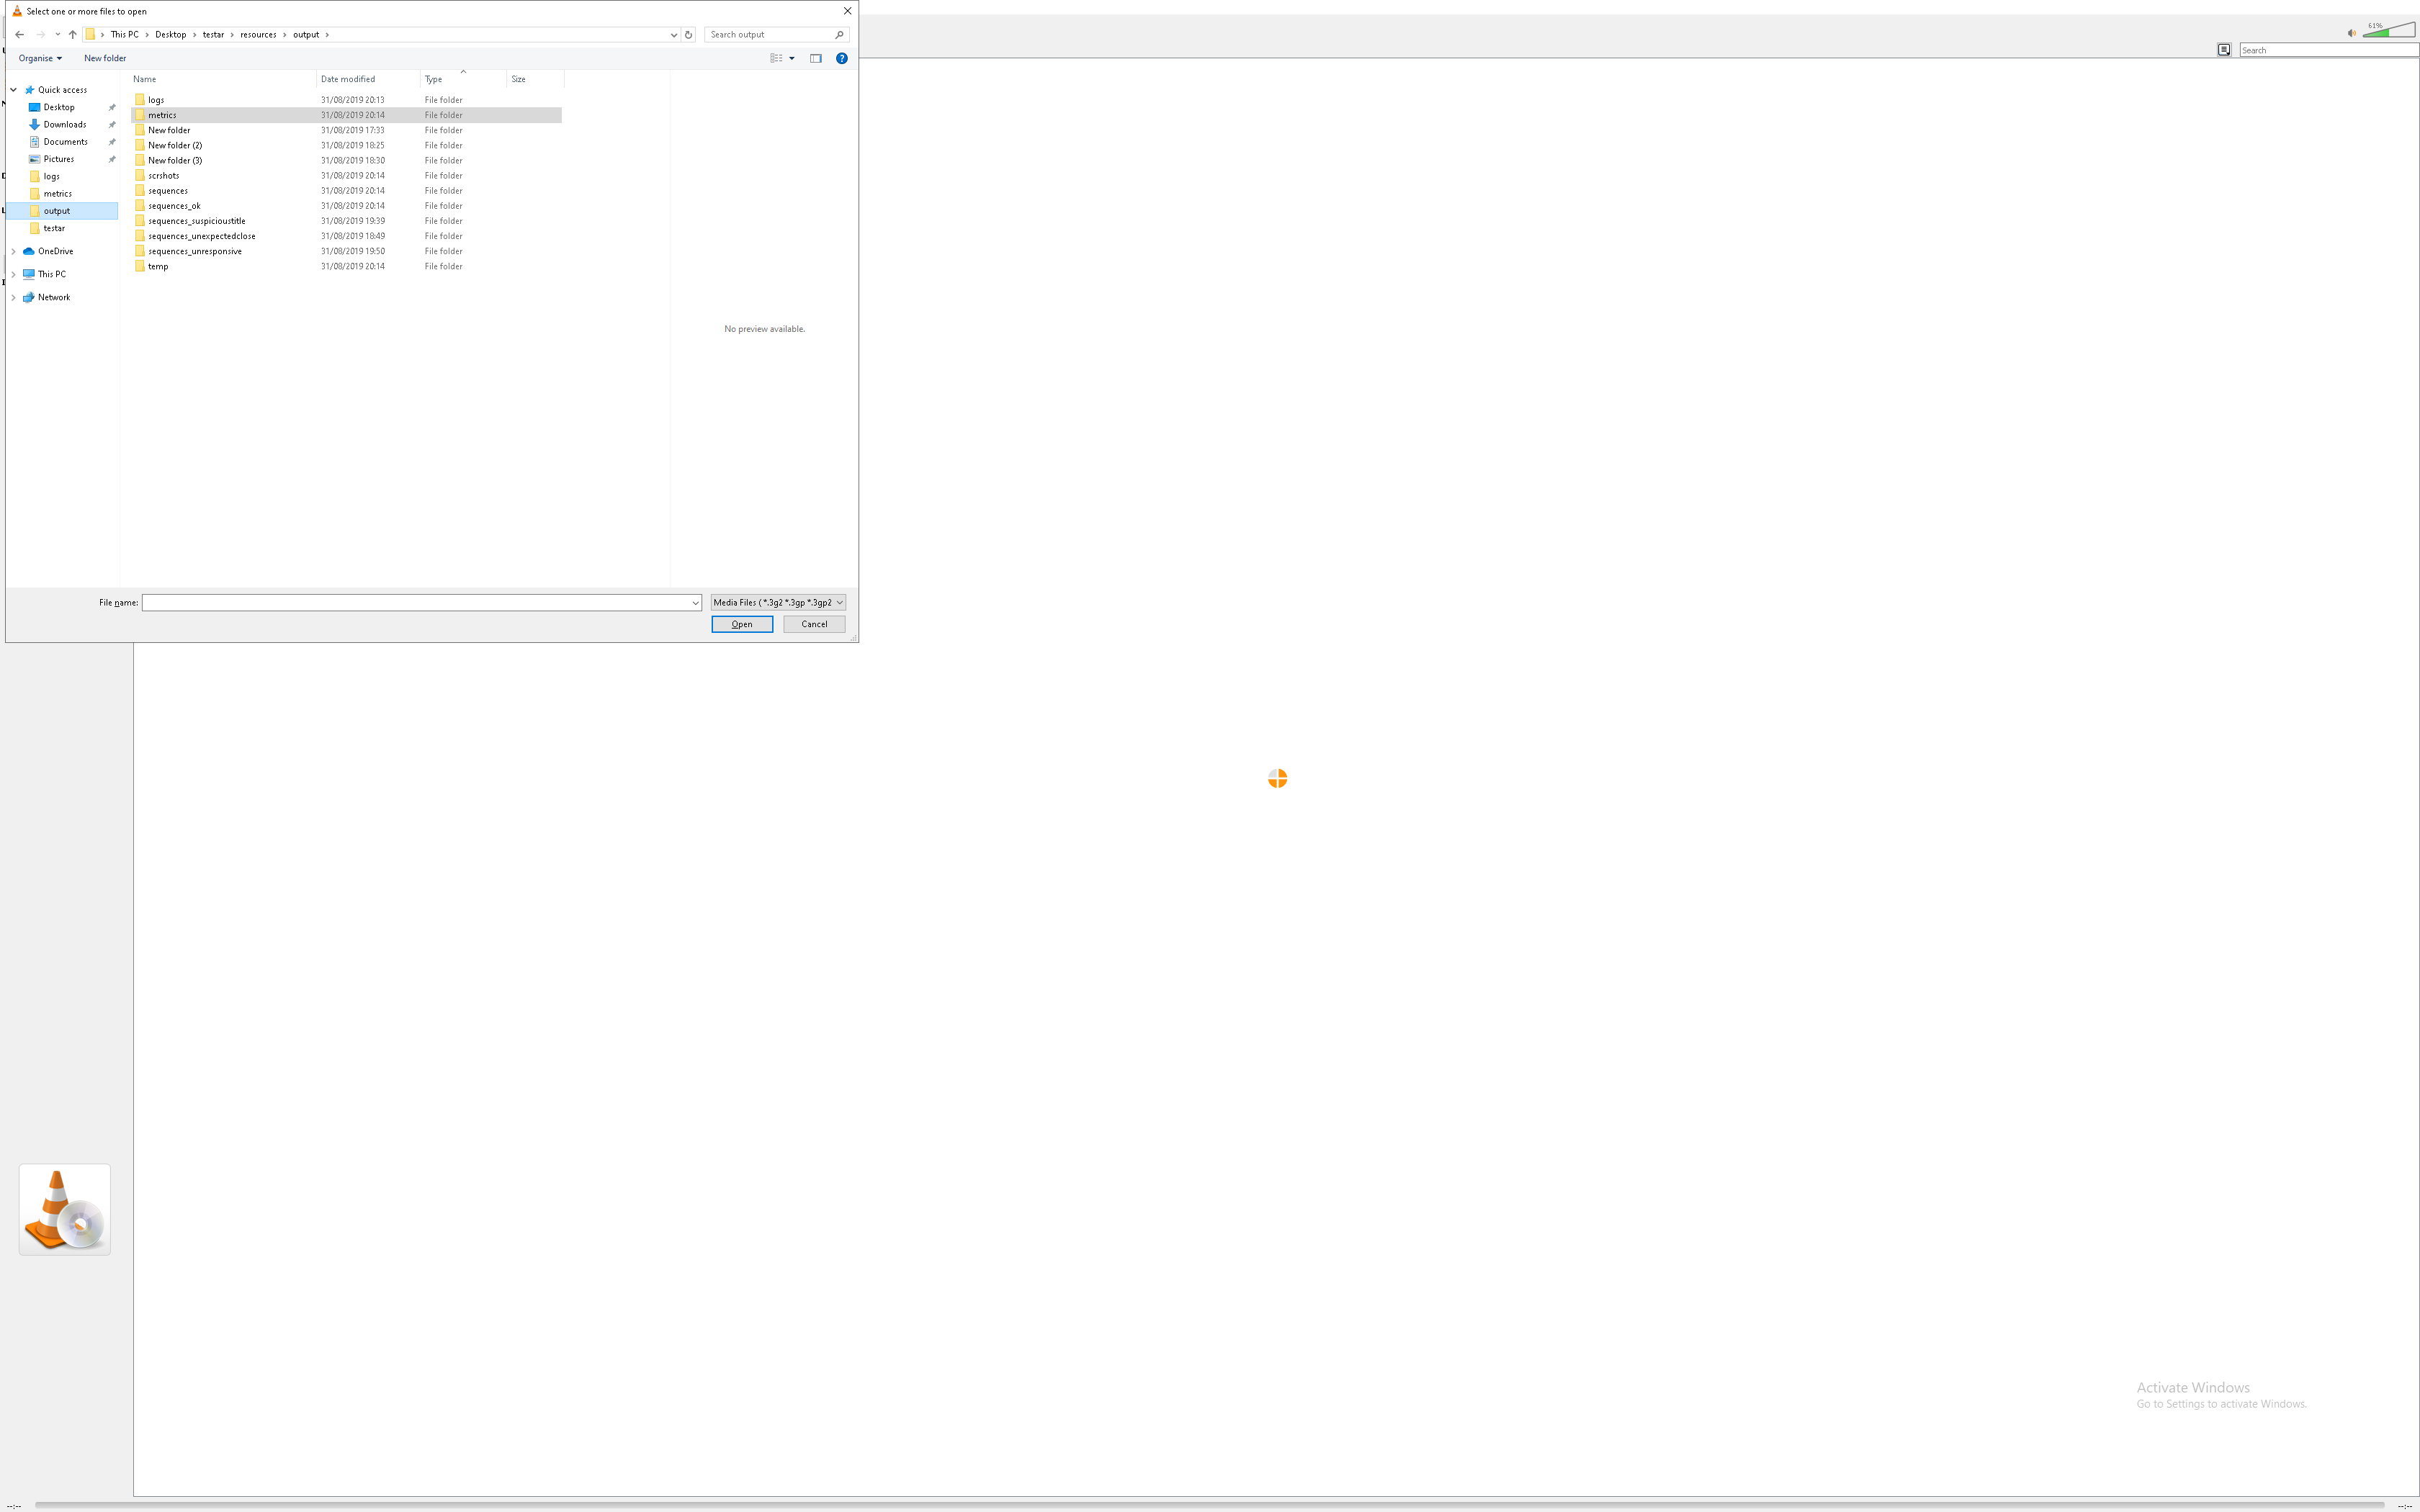 Select one or more files to open
This PC > Desktop > testar > resources > output >
Search output
61%
Search
Organise
New folder
Name Date modified Type Size
Quick access
Desktop
Downloads
Documents
Pictures
logs
metrics
output
testar
OneDrive
This PC
Network
logs 31/08/2019 20:13 File folder
metrics 31/08/2019 20:14 File folder
New folder 31/08/2019 17:33 File folder
New folder (2) 31/08/2019 18:25 File folder
New folder (3) 31/08/2019 18:30 File folder
scrshots 31/08/2019 20:14 File folder
sequences 31/08/2019 20:14 File folder
sequences_ok 31/08/2019 20:14 File folder
sequences_suspicioustitle 31/08/2019 19:39 File folder
sequences_unexpectedclose 31/08/2019 18:49 File folder
sequences_unresponsive 31/08/2019 19:50 File folder
temp 31/08/2019 20:14 File folder
No preview available.
File name:
Media Files ( *.3g2 *.3gp *.3gp2
Open
Cancel
Activate Windows
Go to Settings to activate Windows.
--:-- --:--